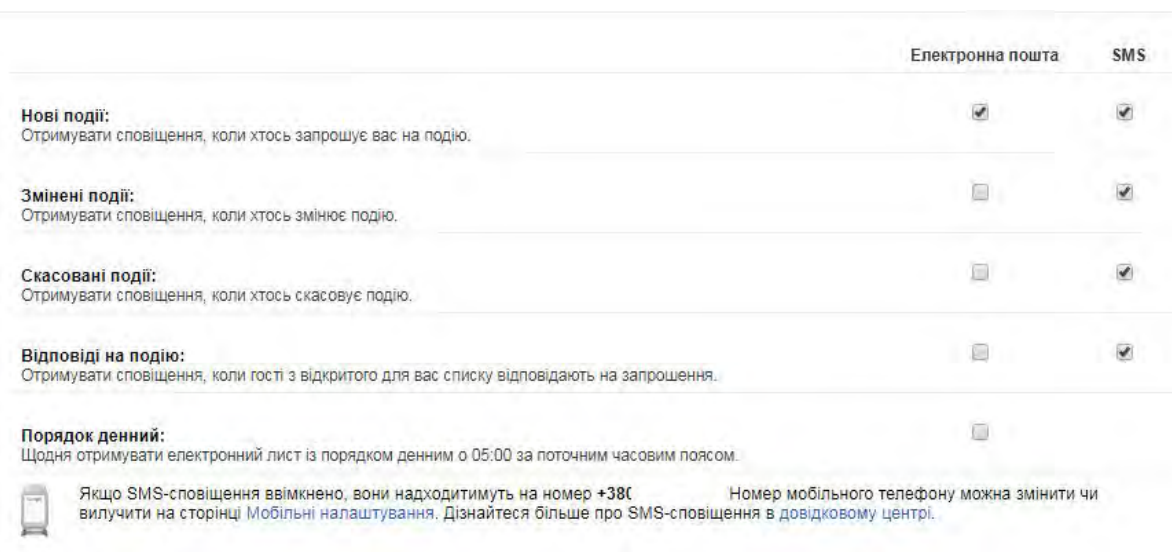 Електронна пошта SMS
Нові події:
Отримувати сповіщення, коли хтось запрошує вас на подію.
Змінені події:
Отримувати сповіщення, коли хтось змінює подію.
Скасовані події:
Отримувати сповіщення, коли хтось скасовує подію.
Відповіді на подію:
Отримувати сповіщення, коли гості з відкритого для вас списку відповідають на запрошення.
Порядок денний:
Щодня отримувати електронний лист із порядком денним о 05:00 за поточним часовим поясом.
Якщо SMS-сповіщення ввімкнено, вони надходитимуть на номер +38( Номер мобільного телефону можна змінити чи
вилучити на сторінці Мобільні налаштування. Дізнайтеся більше про SMS-сповіщення в довідковому центрі.